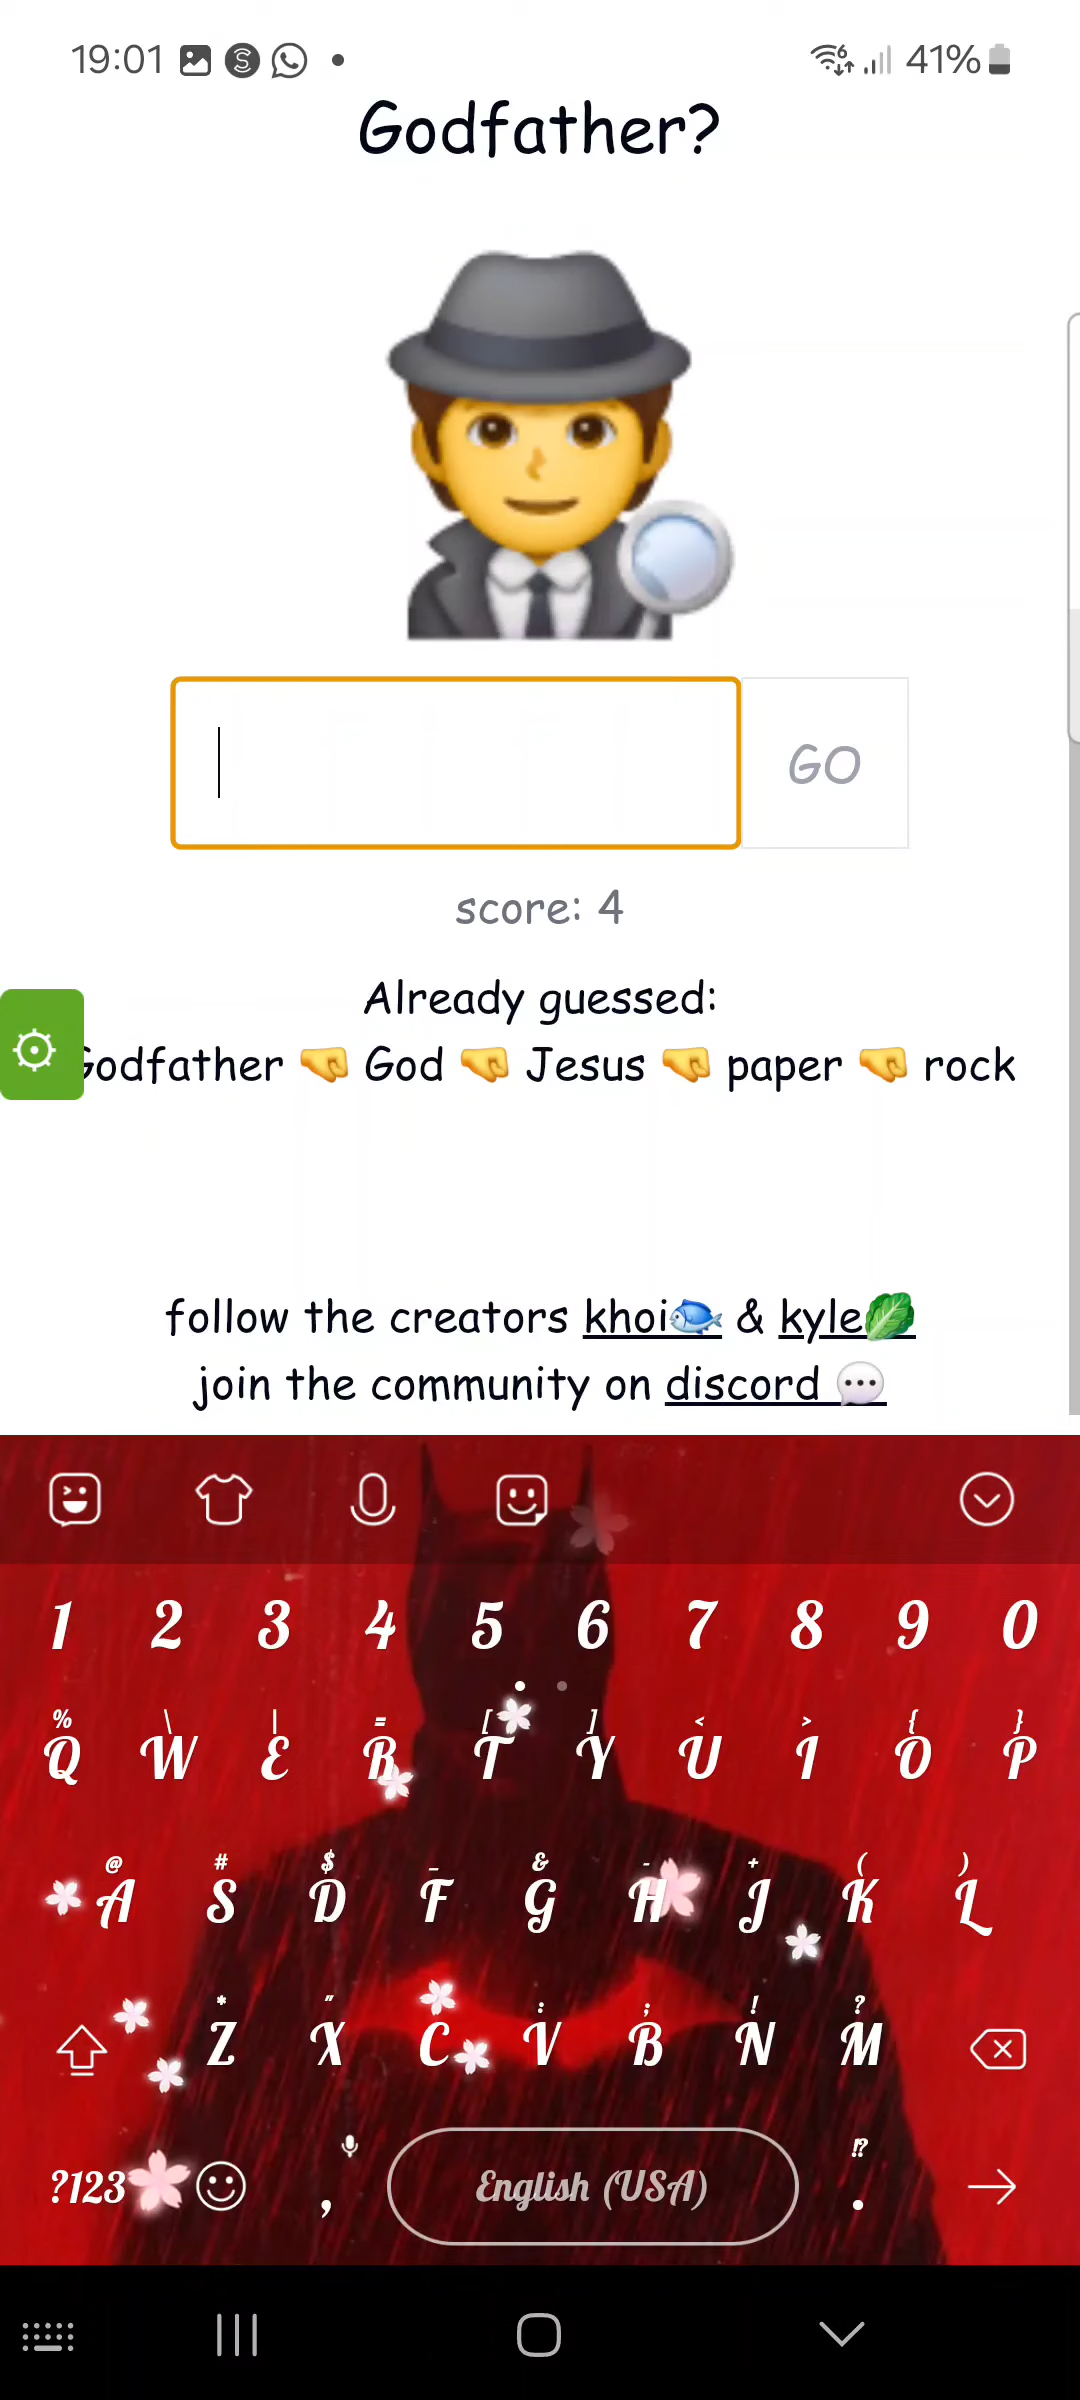 19:01 41%
Godfather?
GO
score: 4
Already guessed:
odfather 🤜 God 🤜 Jesus 🤜 paper 🤜 rock
follow the creators khoi🐟 & kyle🥬
join the community on discord 💬
1 2 3 4 5 6 7 8 9 0
% \ | = [ ] < > { }
Q W E R T Y U I O P
@ # $ _ & - + ( )
A S D F G H J K L
* " : ; ! ?
Z X C V B N M
!?
?123 , English (USA) .